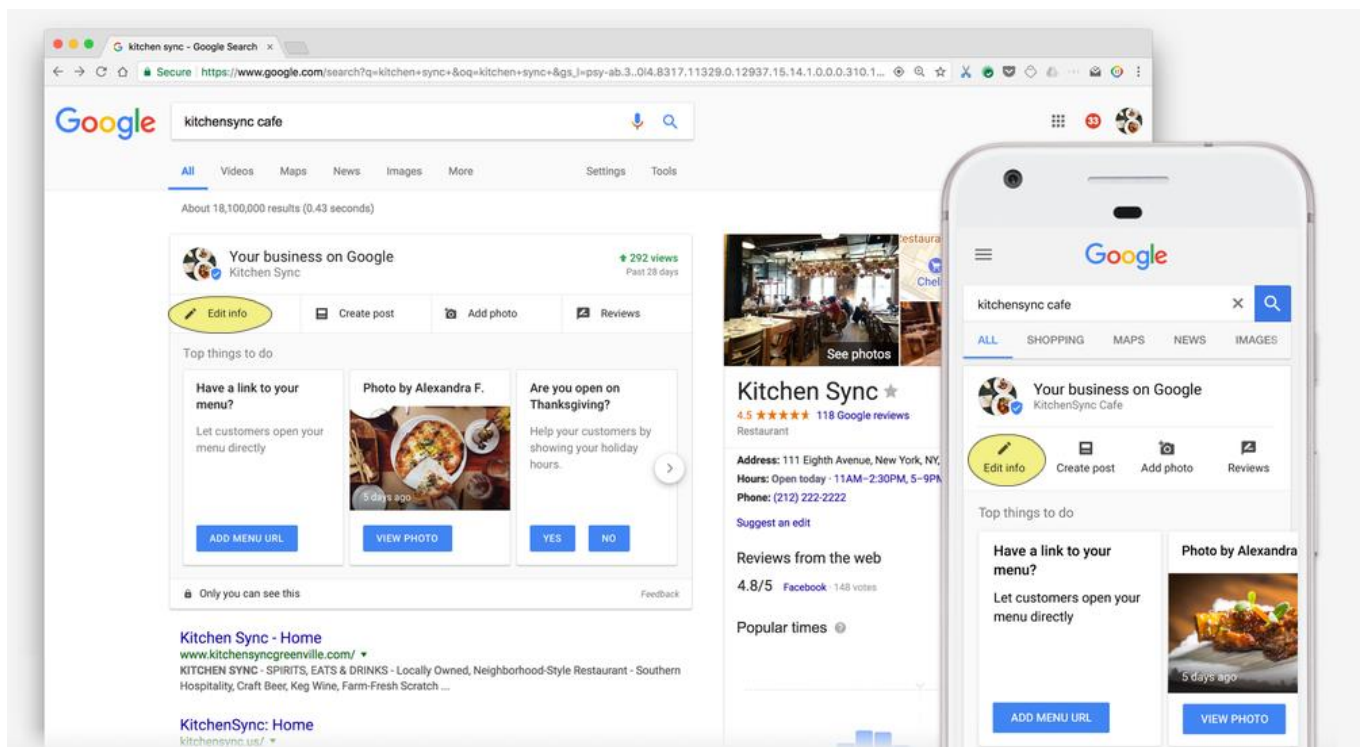 kitchen sync - Google Search
Secure https://www.google.com/search?q=kitchen+sync+&oq=kitchen+sync+&gs_l=psy-ab.3..0l4.8317.11329.0.12937.15.14.1.0.0.0.310.1...
Google
kitchensync cafe
33
All Videos Maps News Images More Settings Tools
About 18,100,000 results (0.43 seconds)
Your business on Google
Kitchen Sync
292 views
Past 28 days
Edit info Create post Add photo Reviews
Top things to do
Have a link to your
menu?
Let customers open your
menu directly
ADD MENU URL
Photo by Alexandra F.
5 days ago
VIEW PHOTO
Are you open on
Thanksgiving?
Help your customers by
showing your holiday
hours.
YES NO
Only you can see this
Feedback
Kitchen Sync - Home
www.kitchensyncgreenville.com/
KITCHEN SYNC - SPIRITS, EATS & DRINKS - Locally Owned, Neighborhood-Style Restaurant - Southern
Hospitality, Craft Beer, Keg Wine, Farm-Fresh Scratch ...
KitchenSync: Home
kitchensync.us/
See photos
Kitchen Sync
4.5 118 Google reviews
Restaurant
Address: 111 Eighth Avenue, New York, NY,
Hours: Open today · 11AM–2:30PM, 5–9PM
Phone: (212) 222-2222
Suggest an edit
Reviews from the web
4.8/5 Facebook · 148 votes
Popular times
Google
kitchensync cafe
ALL SHOPPING MAPS NEWS IMAGES
Your business on Google
KitchenSync Cafe
Edit info Create post Add photo Reviews
Top things to do
Have a link to your
menu?
Let customers open your
menu directly
ADD MENU URL
Photo by Alexandra
5 days ago
VIEW PHOTO